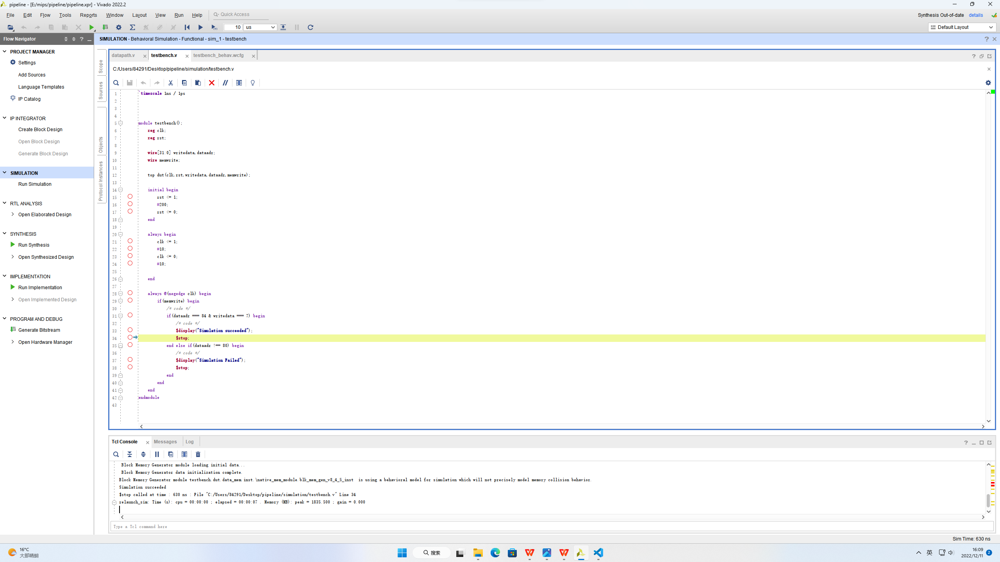 pipeline - [E:/mips/pipeline/pipeline.xpr] - Vivado 2022.2
File Edit Flow Tools Reports Window Layout View Run Help Quick Access
Synthesis Out-of-date details
10 us
Default Layout
Flow Navigator
SIMULATION - Behavioral Simulation - Functional - sim_1 - testbench
PROJECT MANAGER
Settings
Add Sources
Language Templates
IP Catalog
IP INTEGRATOR
Create Block Design
Open Block Design
Generate Block Design
SIMULATION
Run Simulation
RTL ANALYSIS
Open Elaborated Design
SYNTHESIS
Run Synthesis
Open Synthesized Design
IMPLEMENTATION
Run Implementation
Open Implemented Design
PROGRAM AND DEBUG
Generate Bitstream
Open Hardware Manager
Scope
Sources
Objects
Protocol Instances
datapath.v testbench.v testbench_behav.wcfg
C:/Users/84291/Desktop/pipeline/simulation/testbench.v
1 `timescale 1ns / 1ps
2
3
4
5 module testbench();
6 reg clk;
7 reg rst;
8
9 wire[31:0] writedata,dataadr;
10 wire memwrite;
11
12 top dut(clk,rst,writedata,dataadr,memwrite);
13
14 initial begin
15 rst <= 1;
16 #200;
17 rst <= 0;
18 end
19
20 always begin
21 clk <= 1;
22 #10;
23 clk <= 0;
24 #10;
25
26 end
27
28 always @(negedge clk) begin
29 if(memwrite) begin
30 /* code */
31 if(dataadr === 84 & writedata === 7) begin
32 /* code */
33 $display("Simulation succeeded");
34 $stop;
35 end else if(dataadr !== 80) begin
36 /* code */
37 $display("Simulation Failed");
38 $stop;
39 end
40 end
41 end
42 endmodule
43
Tcl Console Messages Log
Block Memory Generator module loading initial data...
Block Memory Generator data initialization complete.
Block Memory Generator module testbench.dut.data_mem.inst.\native_mem_module.blk_mem_gen_v8_4_5_inst  is using a behavioral model for simulation which will not precisely model memory collision behavior.
Simulation succeeded
$stop called at time : 630 ns : File "C:/Users/84291/Desktop/pipeline/simulation/testbench.v" Line 34
relaunch_sim: Time (s): cpu = 00:00:00 ; elapsed = 00:00:07 . Memory (MB): peak = 1835.500 ; gain = 0.000
Type a Tcl command here
Sim Time: 630 ns
16°C
大部晴朗
搜索
英
16:09
2022/12/11
2